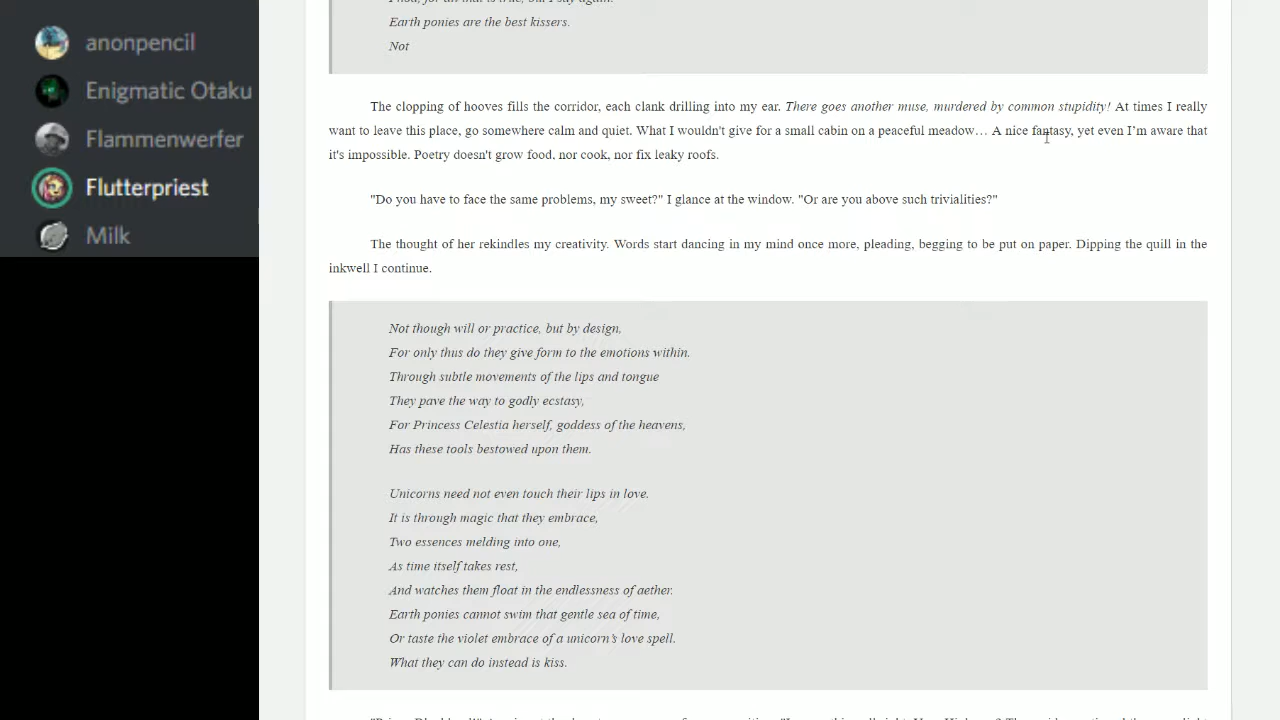 anonpencil
Enigmatic Otaku
Flammenwerfer
Flutterpriest
Milk
Earth ponies are the best kissers.
Not
The clopping of hooves fills the corridor, each clank drilling into my ear. There goes another muse, murdered by common stupidity! At times I really
want to leave this place, go somewhere calm and quiet. What I wouldn't give for a small cabin on a peaceful meadow… A nice fantasy, yet even I'm aware that
it's impossible. Poetry doesn't grow food, nor cook, nor fix leaky roofs.
"Do you have to face the same problems, my sweet?" I glance at the window. "Or are you above such trivialities?"
The thought of her rekindles my creativity. Words start dancing in my mind once more, pleading, begging to be put on paper. Dipping the quill in the
inkwell I continue.
Not though will or practice, but by design,
For only thus do they give form to the emotions within.
Through subtle movements of the lips and tongue
They pave the way to godly ecstasy,
For Princess Celestia herself, goddess of the heavens,
Has these tools bestowed upon them.
Unicorns need not even touch their lips in love.
It is through magic that they embrace,
Two essences melding into one,
As time itself takes rest,
And watches them float in the endlessness of aether.
Earth ponies cannot swim that gentle sea of time,
Or taste the violet embrace of a unicorn's love spell.
What they can do instead is kiss.